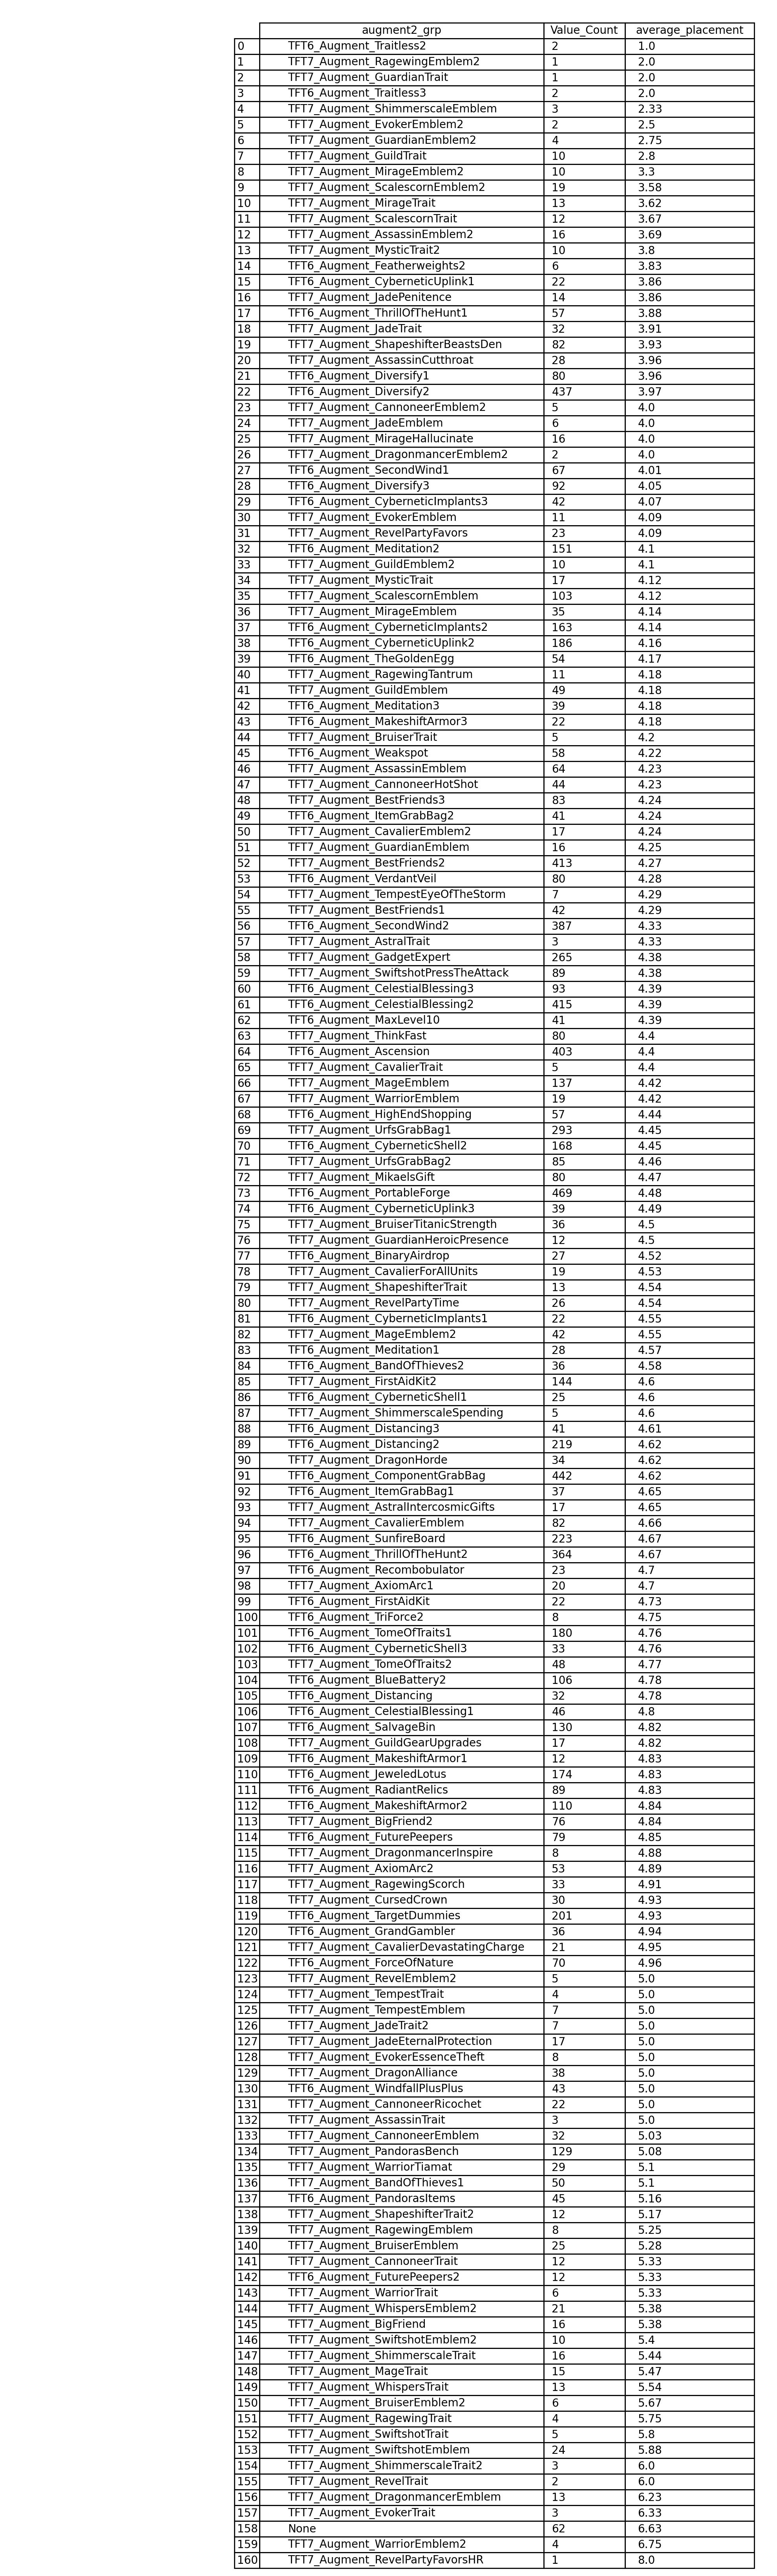 augment2_grp Value_Count average_placement
0 TFT6_Augment_Traitless2 2 1.0
1 TFT7_Augment_RagewingEmblem2 1 2.0
2 TFT7_Augment_GuardianTrait 1 2.0
3 TFT6_Augment_Traitless3 2 2.0
4 TFT7_Augment_ShimmerscaleEmblem 3 2.33
5 TFT7_Augment_EvokerEmblem2 2 2.5
6 TFT7_Augment_GuardianEmblem2 4 2.75
7 TFT7_Augment_GuildTrait 10 2.8
8 TFT7_Augment_MirageEmblem2 10 3.3
9 TFT7_Augment_ScalescornEmblem2 19 3.58
10 TFT7_Augment_MirageTrait 13 3.62
11 TFT7_Augment_ScalescornTrait 12 3.67
12 TFT7_Augment_AssassinEmblem2 16 3.69
13 TFT7_Augment_MysticTrait2 10 3.8
14 TFT6_Augment_Featherweights2 6 3.83
15 TFT6_Augment_CyberneticUplink1 22 3.86
16 TFT7_Augment_JadePenitence 14 3.86
17 TFT6_Augment_ThrillOfTheHunt1 57 3.88
18 TFT7_Augment_JadeTrait 32 3.91
19 TFT7_Augment_ShapeshifterBeastsDen 82 3.93
20 TFT7_Augment_AssassinCutthroat 28 3.96
21 TFT6_Augment_Diversify1 80 3.96
22 TFT6_Augment_Diversify2 437 3.97
23 TFT7_Augment_CannoneerEmblem2 5 4.0
24 TFT7_Augment_JadeEmblem 6 4.0
25 TFT7_Augment_MirageHallucinate 16 4.0
26 TFT7_Augment_DragonmancerEmblem2 2 4.0
27 TFT6_Augment_SecondWind1 67 4.01
28 TFT6_Augment_Diversify3 92 4.05
29 TFT6_Augment_CyberneticImplants3 42 4.07
30 TFT7_Augment_EvokerEmblem 11 4.09
31 TFT7_Augment_RevelPartyFavors 23 4.09
32 TFT6_Augment_Meditation2 151 4.1
33 TFT7_Augment_GuildEmblem2 10 4.1
34 TFT7_Augment_MysticTrait 17 4.12
35 TFT7_Augment_ScalescornEmblem 103 4.12
36 TFT7_Augment_MirageEmblem 35 4.14
37 TFT6_Augment_CyberneticImplants2 163 4.14
38 TFT6_Augment_CyberneticUplink2 186 4.16
39 TFT6_Augment_TheGoldenEgg 54 4.17
40 TFT7_Augment_RagewingTantrum 11 4.18
41 TFT7_Augment_GuildEmblem 49 4.18
42 TFT6_Augment_Meditation3 39 4.18
43 TFT6_Augment_MakeshiftArmor3 22 4.18
44 TFT7_Augment_BruiserTrait 5 4.2
45 TFT6_Augment_Weakspot 58 4.22
46 TFT7_Augment_AssassinEmblem 64 4.23
47 TFT7_Augment_CannoneerHotShot 44 4.23
48 TFT7_Augment_BestFriends3 83 4.24
49 TFT6_Augment_ItemGrabBag2 41 4.24
50 TFT7_Augment_CavalierEmblem2 17 4.24
51 TFT7_Augment_GuardianEmblem 16 4.25
52 TFT7_Augment_BestFriends2 413 4.27
53 TFT6_Augment_VerdantVeil 80 4.28
54 TFT7_Augment_TempestEyeOfTheStorm 7 4.29
55 TFT7_Augment_BestFriends1 42 4.29
56 TFT6_Augment_SecondWind2 387 4.33
57 TFT7_Augment_AstralTrait 3 4.33
58 TFT7_Augment_GadgetExpert 265 4.38
59 TFT7_Augment_SwiftshotPressTheAttack 89 4.38
60 TFT6_Augment_CelestialBlessing3 93 4.39
61 TFT6_Augment_CelestialBlessing2 415 4.39
62 TFT6_Augment_MaxLevel10 41 4.39
63 TFT7_Augment_ThinkFast 80 4.4
64 TFT6_Augment_Ascension 403 4.4
65 TFT7_Augment_CavalierTrait 5 4.4
66 TFT7_Augment_MageEmblem 137 4.42
67 TFT7_Augment_WarriorEmblem 19 4.42
68 TFT6_Augment_HighEndShopping 57 4.44
69 TFT7_Augment_UrfsGrabBag1 293 4.45
70 TFT6_Augment_CyberneticShell2 168 4.45
71 TFT7_Augment_UrfsGrabBag2 85 4.46
72 TFT7_Augment_MikaelsGift 80 4.47
73 TFT6_Augment_PortableForge 469 4.48
74 TFT6_Augment_CyberneticUplink3 39 4.49
75 TFT7_Augment_BruiserTitanicStrength 36 4.5
76 TFT7_Augment_GuardianHeroicPresence 12 4.5
77 TFT6_Augment_BinaryAirdrop 27 4.52
78 TFT7_Augment_CavalierForAllUnits 19 4.53
79 TFT7_Augment_ShapeshifterTrait 13 4.54
80 TFT7_Augment_RevelPartyTime 26 4.54
81 TFT6_Augment_CyberneticImplants1 22 4.55
82 TFT7_Augment_MageEmblem2 42 4.55
83 TFT6_Augment_Meditation1 28 4.57
84 TFT6_Augment_BandOfThieves2 36 4.58
85 TFT7_Augment_FirstAidKit2 144 4.6
86 TFT6_Augment_CyberneticShell1 25 4.6
87 TFT7_Augment_ShimmerscaleSpending 5 4.6
88 TFT6_Augment_Distancing3 41 4.61
89 TFT6_Augment_Distancing2 219 4.62
90 TFT7_Augment_DragonHorde 34 4.62
91 TFT6_Augment_ComponentGrabBag 442 4.62
92 TFT6_Augment_ItemGrabBag1 37 4.65
93 TFT7_Augment_AstralIntercosmicGifts 17 4.65
94 TFT7_Augment_CavalierEmblem 82 4.66
95 TFT6_Augment_SunfireBoard 223 4.67
96 TFT6_Augment_ThrillOfTheHunt2 364 4.67
97 TFT6_Augment_Recombobulator 23 4.7
98 TFT7_Augment_AxiomArc1 20 4.7
99 TFT6_Augment_FirstAidKit 22 4.73
100 TFT6_Augment_TriForce2 8 4.75
101 TFT6_Augment_TomeOfTraits1 180 4.76
102 TFT6_Augment_CyberneticShell3 33 4.76
103 TFT7_Augment_TomeOfTraits2 48 4.77
104 TFT6_Augment_BlueBattery2 106 4.78
105 TFT6_Augment_Distancing 32 4.78
106 TFT6_Augment_CelestialBlessing1 46 4.8
107 TFT6_Augment_SalvageBin 130 4.82
108 TFT7_Augment_GuildGearUpgrades 17 4.82
109 TFT6_Augment_MakeshiftArmor1 12 4.83
110 TFT6_Augment_JeweledLotus 174 4.83
111 TFT6_Augment_RadiantRelics 89 4.83
112 TFT6_Augment_MakeshiftArmor2 110 4.84
113 TFT7_Augment_BigFriend2 76 4.84
114 TFT6_Augment_FuturePeepers 79 4.85
115 TFT7_Augment_DragonmancerInspire 8 4.88
116 TFT7_Augment_AxiomArc2 53 4.89
117 TFT7_Augment_RagewingScorch 33 4.91
118 TFT7_Augment_CursedCrown 30 4.93
119 TFT6_Augment_TargetDummies 201 4.93
120 TFT6_Augment_GrandGambler 36 4.94
121 TFT7_Augment_CavalierDevastatingCharge 21 4.95
122 TFT6_Augment_ForceOfNature 70 4.96
123 TFT7_Augment_RevelEmblem2 5 5.0
124 TFT7_Augment_TempestTrait 4 5.0
125 TFT7_Augment_TempestEmblem 7 5.0
126 TFT7_Augment_JadeTrait2 7 5.0
127 TFT7_Augment_JadeEternalProtection 17 5.0
128 TFT7_Augment_EvokerEssenceTheft 8 5.0
129 TFT7_Augment_DragonAlliance 38 5.0
130 TFT6_Augment_WindfallPlusPlus 43 5.0
131 TFT7_Augment_CannoneerRicochet 22 5.0
132 TFT7_Augment_AssassinTrait 3 5.0
133 TFT7_Augment_CannoneerEmblem 32 5.03
134 TFT7_Augment_PandorasBench 129 5.08
135 TFT7_Augment_WarriorTiamat 29 5.1
136 TFT7_Augment_BandOfThieves1 50 5.1
137 TFT6_Augment_PandorasItems 45 5.16
138 TFT7_Augment_ShapeshifterTrait2 12 5.17
139 TFT7_Augment_RagewingEmblem 8 5.25
140 TFT7_Augment_BruiserEmblem 25 5.28
141 TFT7_Augment_CannoneerTrait 12 5.33
142 TFT6_Augment_FuturePeepers2 12 5.33
143 TFT7_Augment_WarriorTrait 6 5.33
144 TFT7_Augment_WhispersEmblem2 21 5.38
145 TFT7_Augment_BigFriend 16 5.38
146 TFT7_Augment_SwiftshotEmblem2 10 5.4
147 TFT7_Augment_ShimmerscaleTrait 16 5.44
148 TFT7_Augment_MageTrait 15 5.47
149 TFT7_Augment_WhispersTrait 13 5.54
150 TFT7_Augment_BruiserEmblem2 6 5.67
151 TFT7_Augment_RagewingTrait 4 5.75
152 TFT7_Augment_SwiftshotTrait 5 5.8
153 TFT7_Augment_SwiftshotEmblem 24 5.88
154 TFT7_Augment_ShimmerscaleTrait2 3 6.0
155 TFT7_Augment_RevelTrait 2 6.0
156 TFT7_Augment_DragonmancerEmblem 13 6.23
157 TFT7_Augment_EvokerTrait 3 6.33
158 None 62 6.63
159 TFT7_Augment_WarriorEmblem2 4 6.75
160 TFT7_Augment_RevelPartyFavorsHR 1 8.0